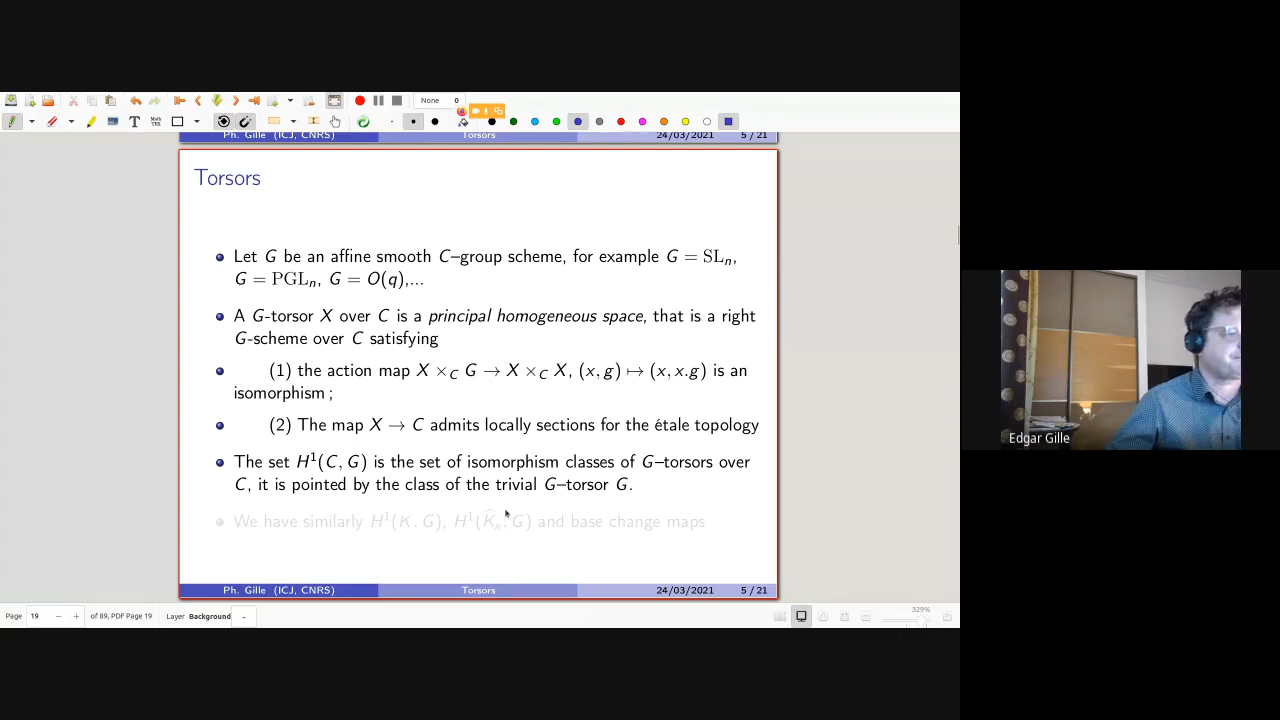 None 0
Ph. Gille (ICJ, CNRS) Torsors 24/03/2021 5 / 21
Torsors
Let G be an affine smooth C–group scheme, for example G = SLₙ,
G = PGLₙ, G = O(q),...
A G-torsor X over C is a principal homogeneous space, that is a right
G-scheme over C satisfying
(1) the action map X ×_C G → X ×_C X, (x, g) ↦ (x, x.g) is an
isomorphism ;
(2) The map X → C admits locally sections for the étale topology
The set H¹(C, G) is the set of isomorphism classes of G–torsors over
C, it is pointed by the class of the trivial G–torsor G.
We have similarly H¹(K, G), H¹(K̂ₓ, G) and base change maps
Ph. Gille (ICJ, CNRS) Torsors 24/03/2021 5 / 21
Page 19 of 89, PDF Page 19 Layer Background 329%
Edgar Gille